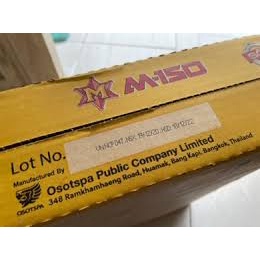 M-150
Lot No.
Manufactured By
OSOTSPA
Osotspa Public Company Limited
348 Ramkhamhaeng Road, Huamak, Bang Kapi, Bangkok, Thailand